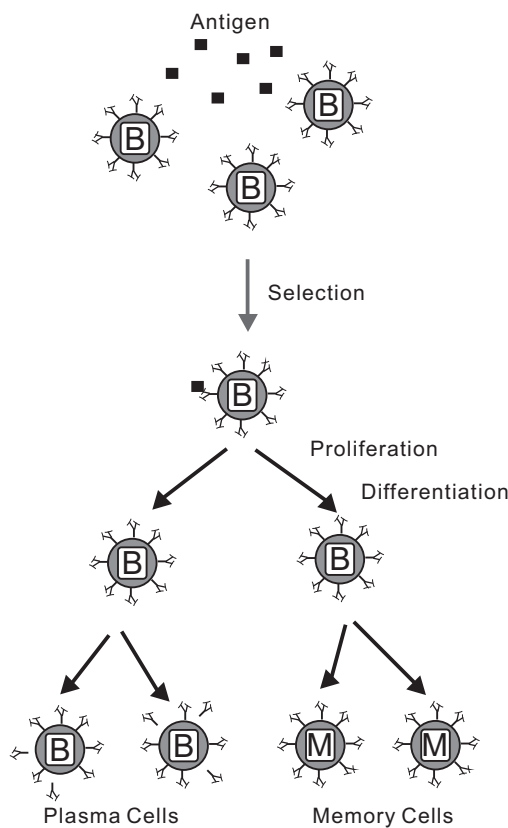 Antigen
B
B
B
Selection
B
Proliferation
Differentiation
B
B
B
B
M
M
Plasma Cells
Memory Cells